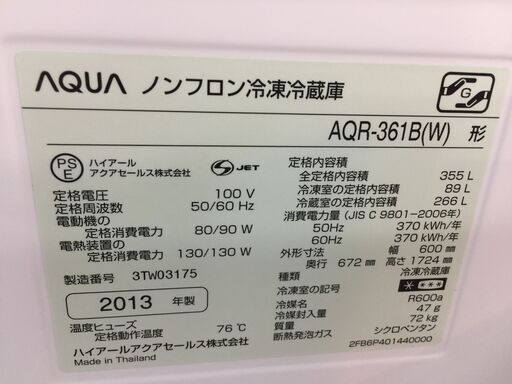 AQUA ノンフロン冷凍冷蔵庫
G
AQR-361B(W) 形
PS E ハイアール アクアセールス株式会社
S JET
定格電圧 100 V
定格周波数 50/60 Hz
電動機の
定格消費電力 80/90 W
電熱装置の
定格消費電力 130/130 W
製造番号 3TW03175
2013 年製
温度ヒューズ
定格動作温度 76℃
ハイアールアクアセールス株式会社
Made in Thailand
定格内容積
全定格内容積 355 L
冷凍室の定格内容積 89 L
冷蔵室の定格内容積 266 L
消費電力量 (JIS C 9801-2006年)
50Hz 370 kWh/年
60Hz 370 kWh/年
外形寸法 幅 600 mm
奥行 672 mm 高さ 1724 mm
種類 冷凍冷蔵庫
冷凍室の記号 ****
冷媒名 R600a
冷媒封入量 47 g
質量 72 kg
断熱発泡ガス シクロペンタン
2FB6P401440000